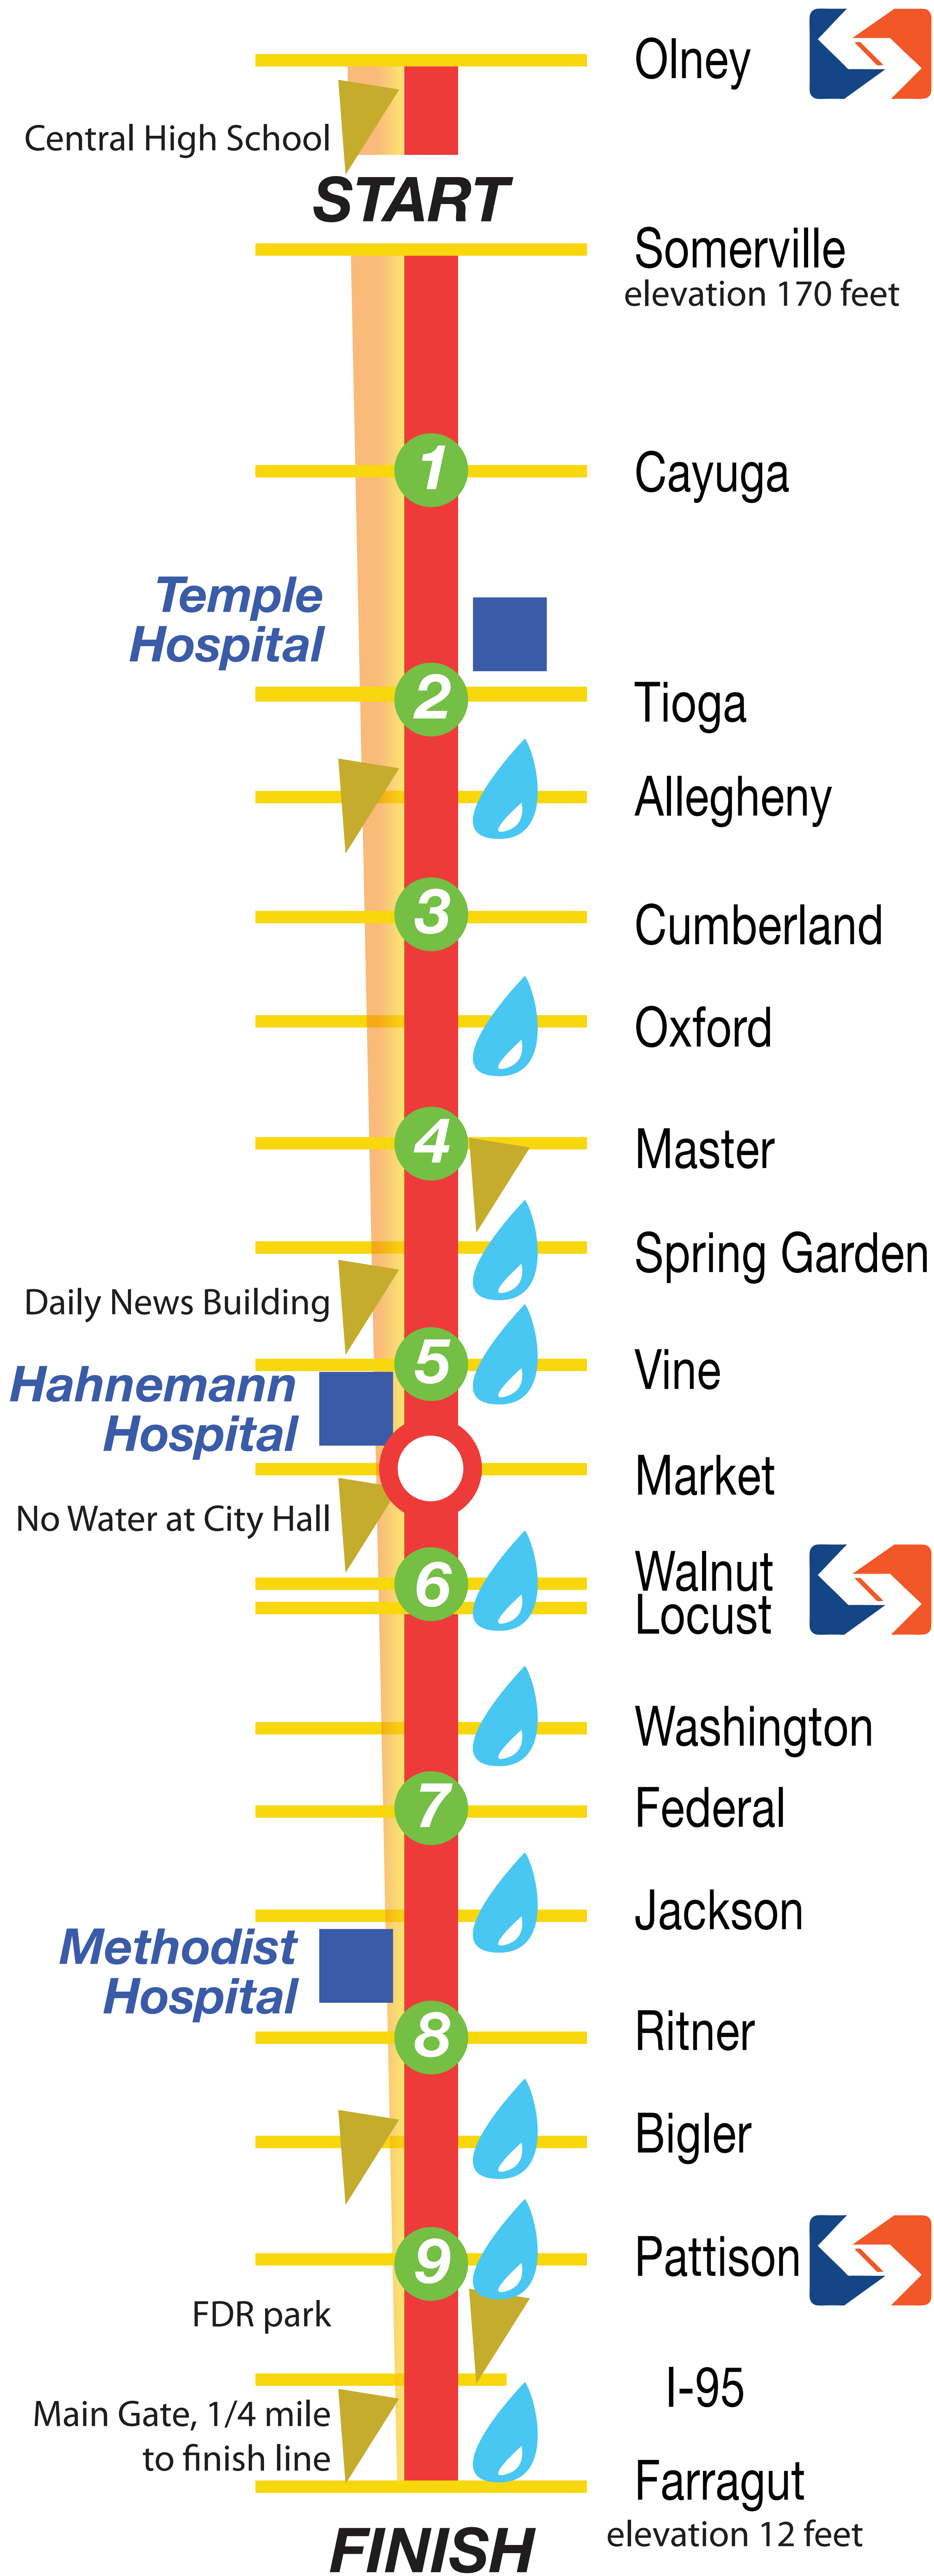 Olney
Central High School
START
Somerville
elevation 170 feet
1
Cayuga
Temple
Hospital
2
Tioga
Allegheny
3
Cumberland
Oxford
4
Master
Spring Garden
Daily News Building
5
Vine
Hahnemann
Hospital
Market
No Water at City Hall
6
Walnut
Locust
Washington
7
Federal
Jackson
Methodist
Hospital
8
Ritner
Bigler
9
Pattison
FDR park
I-95
Main Gate, 1/4 mile
to finish line
Farragut
elevation 12 feet
FINISH